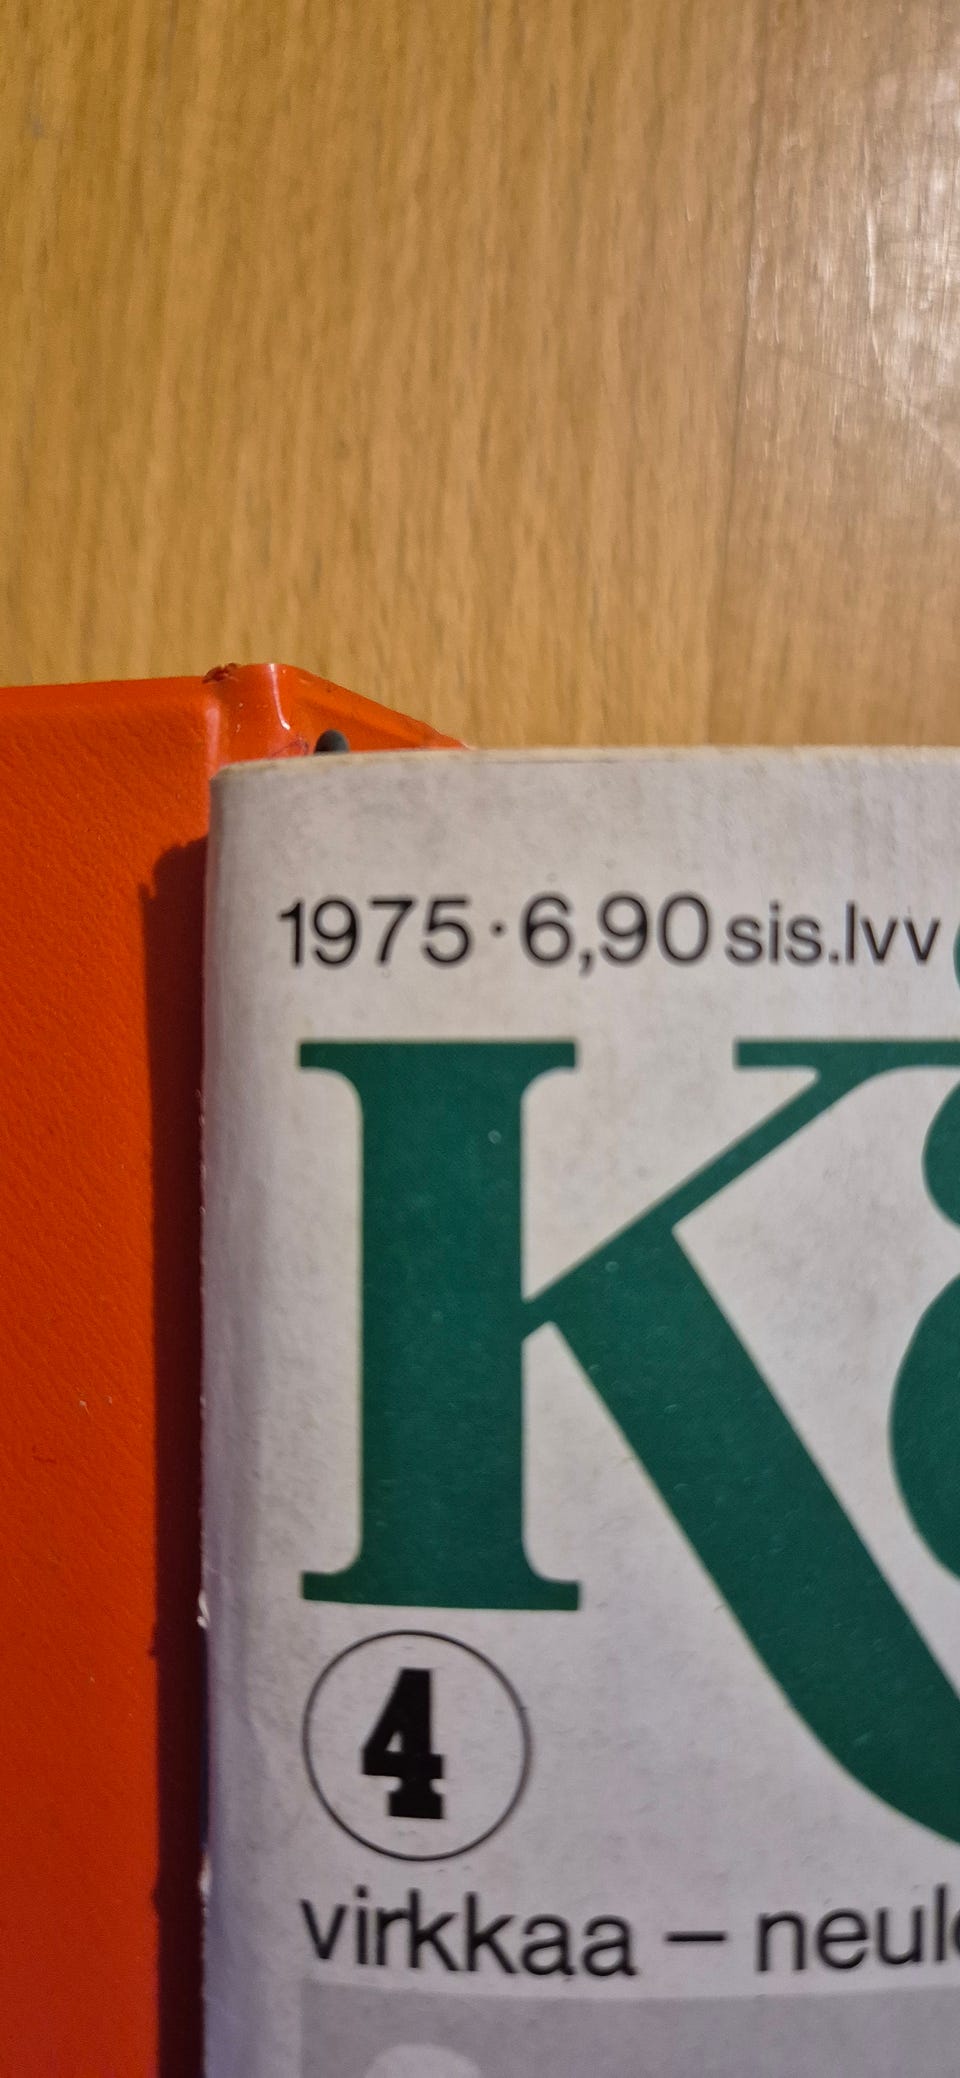 1975 · 6,90 sis.lvv
K
4
virkkaa –